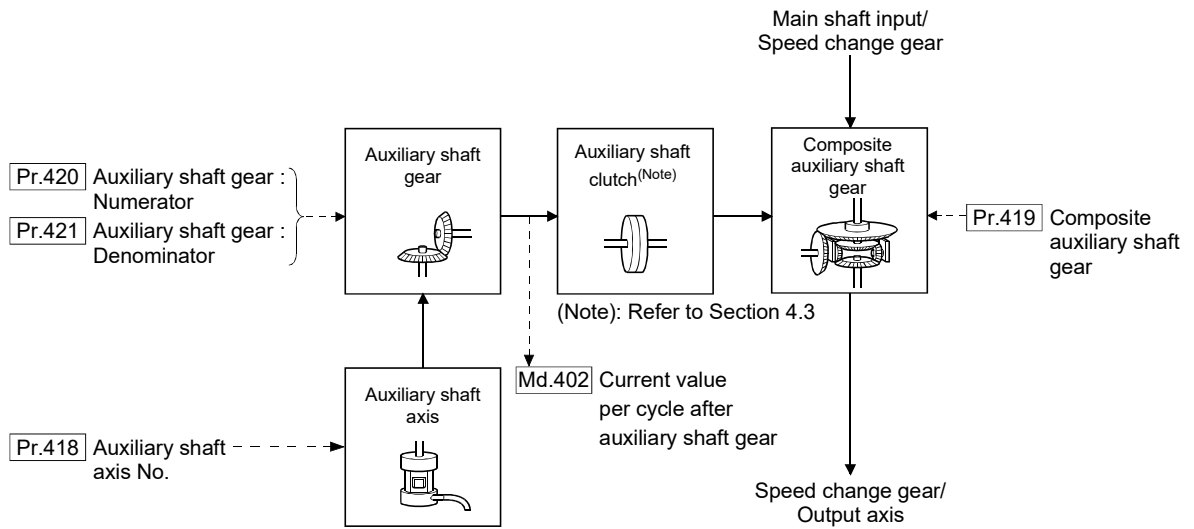 Main shaft input/
Speed change gear
Auxiliary shaft
gear
Auxiliary shaft
clutch(Note)
Composite
auxiliary shaft
gear
Pr.420 Auxiliary shaft gear :
Numerator
Pr.421 Auxiliary shaft gear :
Denominator
Pr.419 Composite
auxiliary shaft
gear
(Note): Refer to Section 4.3
Md.402 Current value
per cycle after
auxiliary shaft gear
Auxiliary shaft
axis
Pr.418 Auxiliary shaft
axis No.
Speed change gear/
Output axis